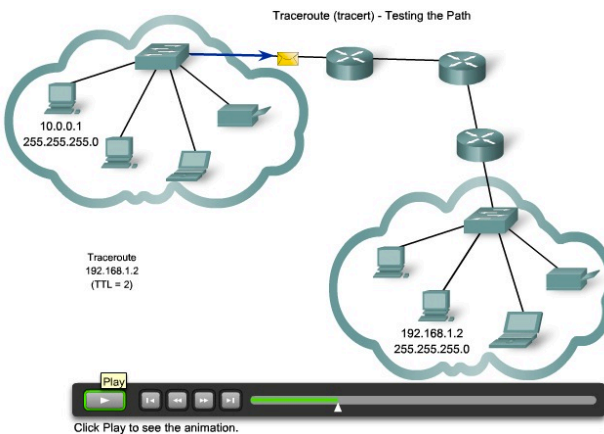 Traceroute (tracert) - Testing the Path
10.0.0.1
255.255.255.0
Traceroute
192.168.1.2
(TTL = 2)
192.168.1.2
255.255.255.0
Play
Click Play to see the animation.